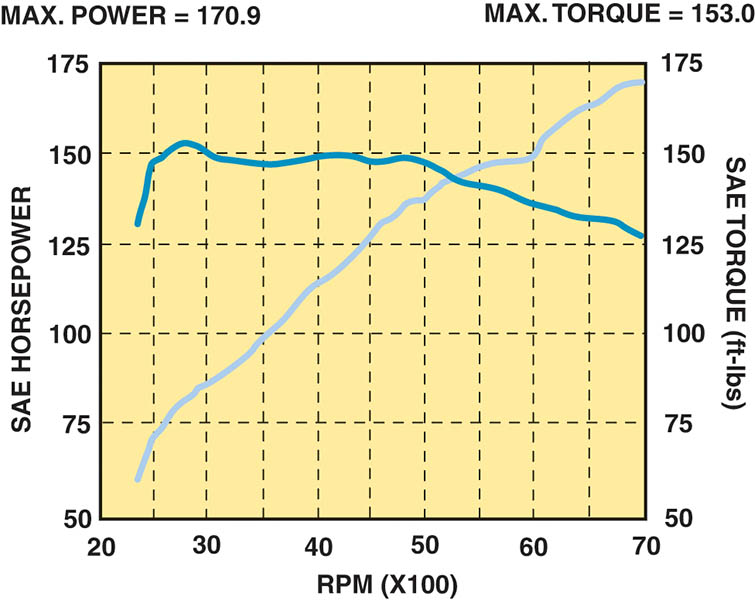 MAX. POWER = 170.9
MAX. TORQUE = 153.0
175
150
125
100
75
50
SAE HORSEPOWER
175
150
125
100
75
50
SAE TORQUE (ft-lbs)
20 30 40 50 60 70
RPM (X100)